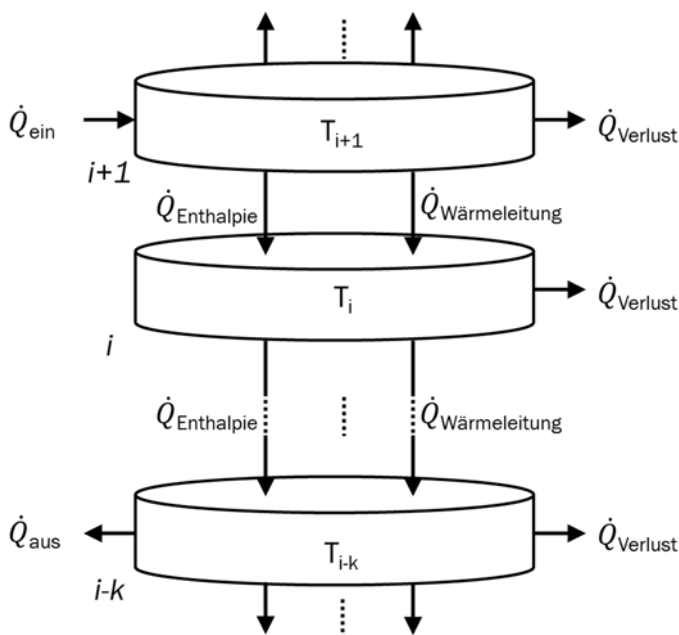 Q̇ein
Ti+1
Q̇Verlust
i+1
Q̇Enthalpie
Q̇Wärmeleitung
Ti
Q̇Verlust
i
Q̇Enthalpie
Q̇Wärmeleitung
Q̇aus
Ti-k
Q̇Verlust
i-k